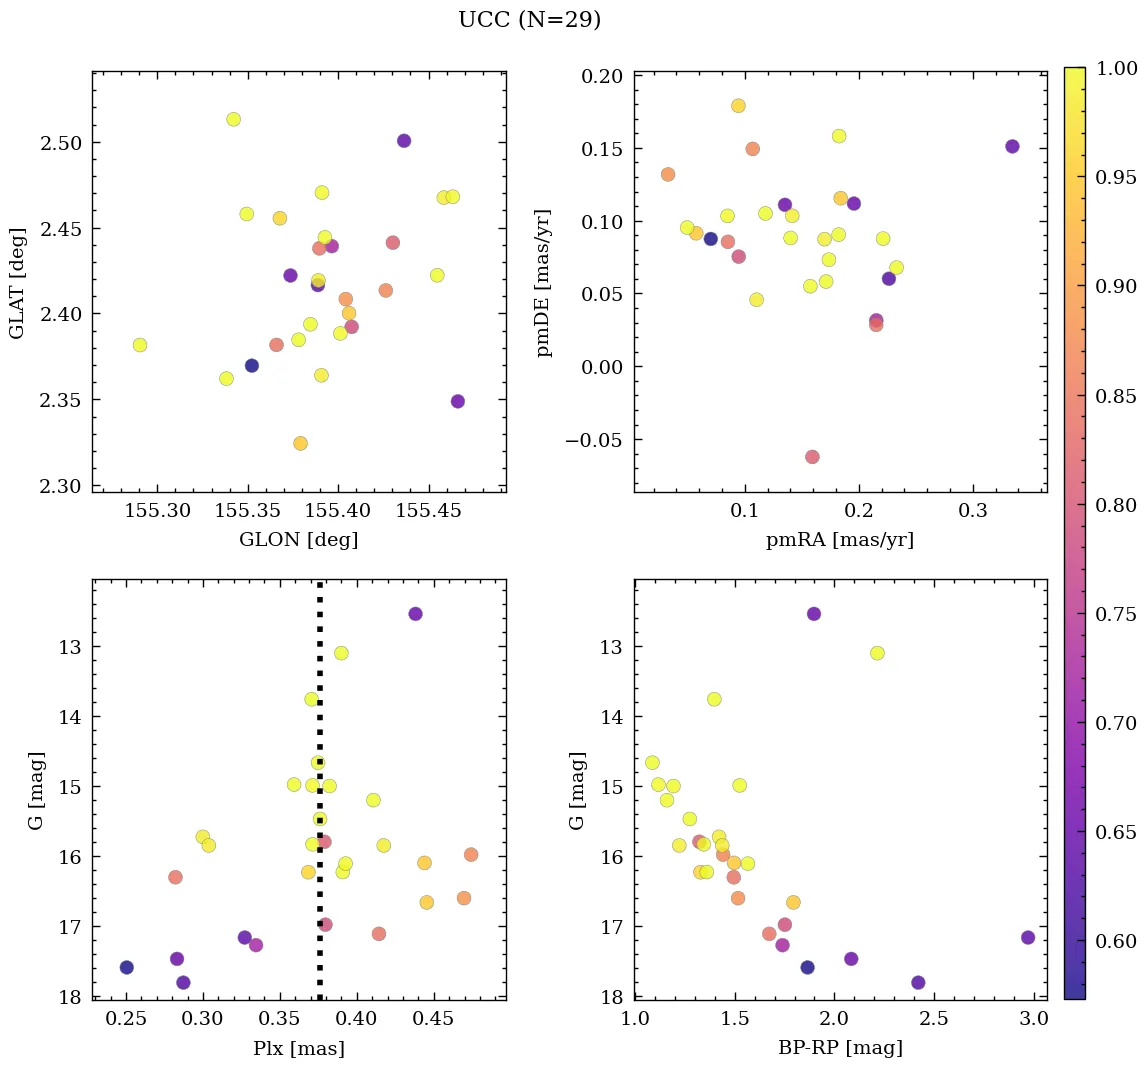 UCC (N=29)
2.50
2.45
2.40
2.35
2.30
GLAT [deg]
155.30 155.35 155.40 155.45
GLON [deg]
0.20
0.15
0.10
0.05
0.00
−0.05
pmDE [mas/yr]
0.1 0.2 0.3
pmRA [mas/yr]
13
14
15
16
17
18
G [mag]
0.25 0.30 0.35 0.40 0.45
Plx [mas]
13
14
15
16
17
18
G [mag]
1.0 1.5 2.0 2.5 3.0
BP-RP [mag]
1.00
0.95
0.90
0.85
0.80
0.75
0.70
0.65
0.60